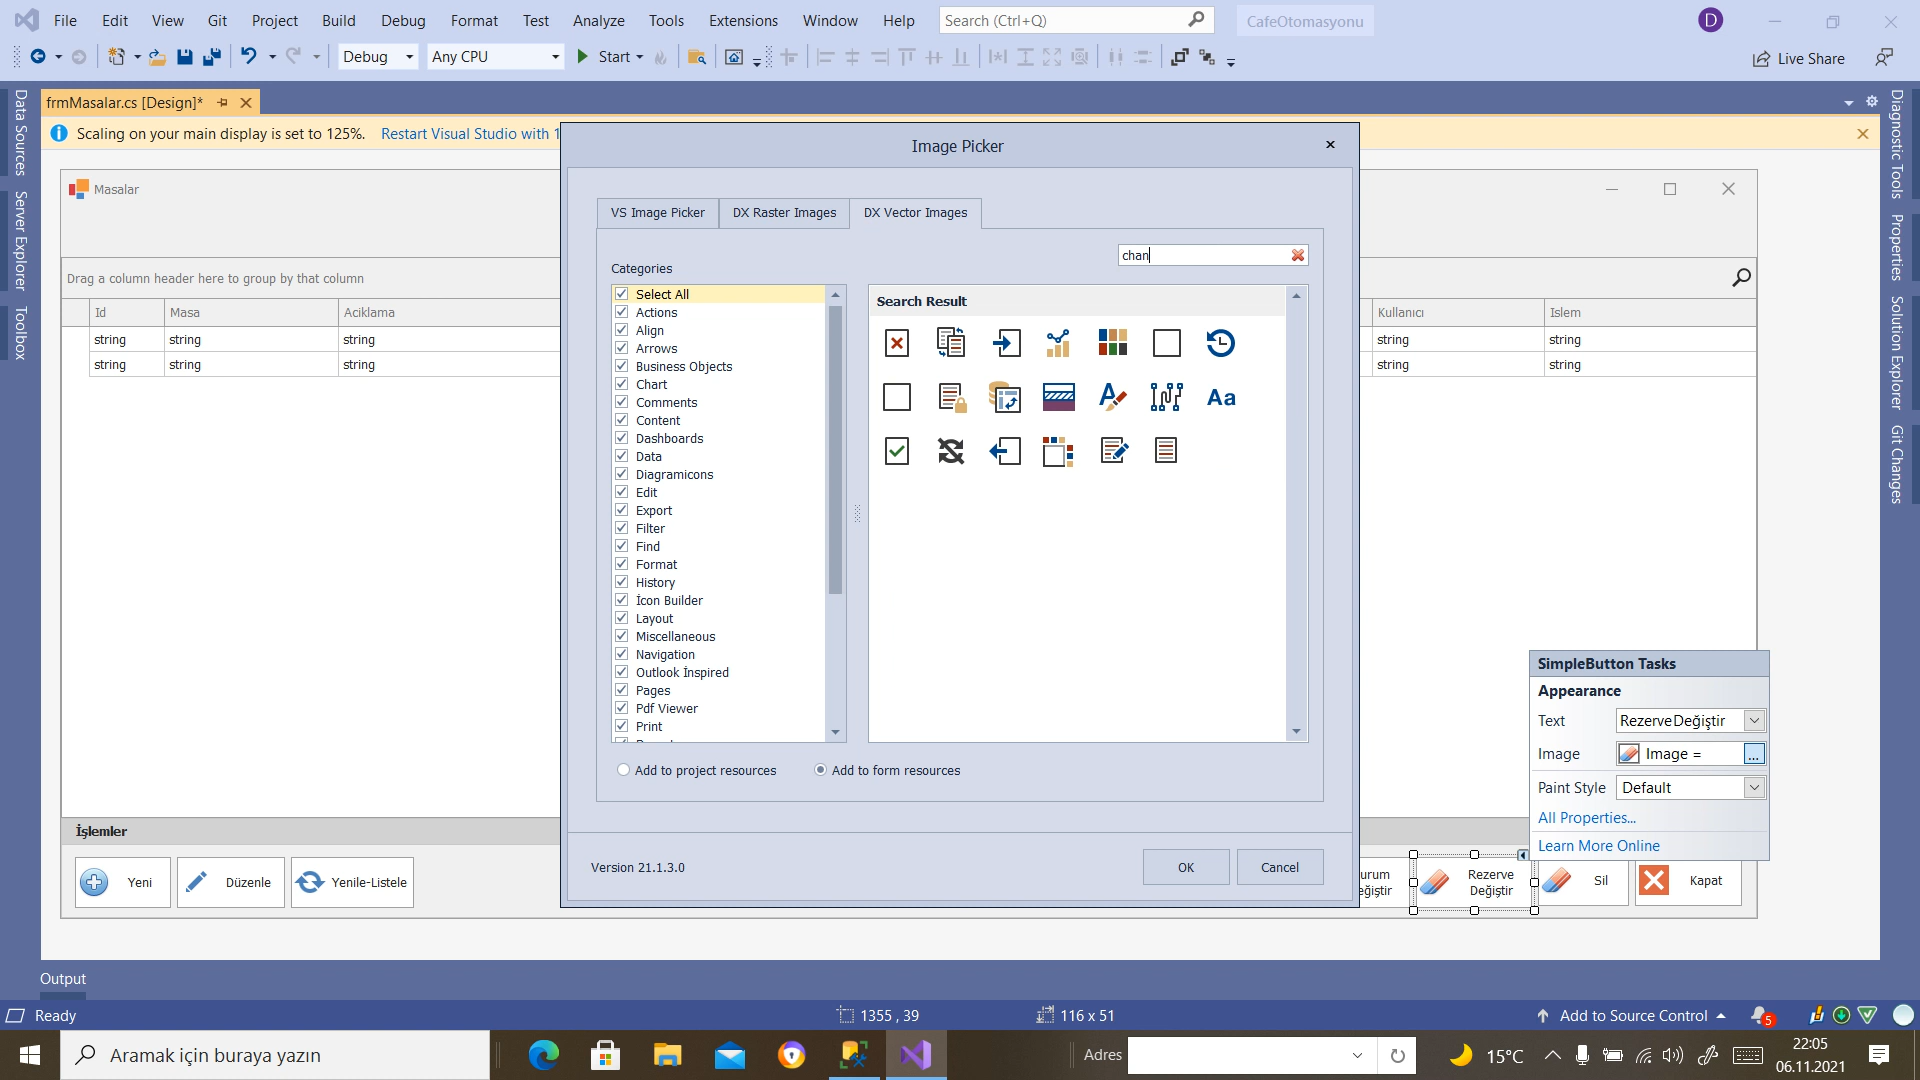 File Edit View Git Project Build Debug Format Test Analyze Tools Extensions Window Help Search (Ctrl+Q) CafeOtomasyonu D
Debug Any CPU Start Live Share
frmMasalar.cs [Design]*
Scaling on your main display is set to 125%. Restart Visual Studio with 1
Data Sources
Server Explorer
Toolbox
Diagnostic Tools
Properties
Solution Explorer
Git Changes
Masalar
Drag a column header here to group by that column
Id Masa Aciklama Kullanıcı Islem
string string string string string
string string string string string
Image Picker
VS Image Picker DX Raster Images DX Vector Images
chan
Categories
Select All
Actions
Align
Arrows
Business Objects
Chart
Comments
Content
Dashboards
Data
Diagramicons
Edit
Export
Filter
Find
Format
History
İcon Builder
Layout
Miscellaneous
Navigation
Outlook İnspired
Pages
Pdf Viewer
Print
Search Result
Aa
Add to project resources Add to form resources
Version 21.1.3.0 OK Cancel
SimpleButton Tasks
Appearance
Text RezerveDeğiştir
Image Image = ...
Paint Style Default
All Properties...
Learn More Online
İşlemler
Yeni Düzenle Yenile-Listele
urum
eğiştir
Rezerve
Değiştir
Sil Kapat
Output
Ready 1355 , 39 116 x 51 Add to Source Control 5
Aramak için buraya yazın Adres 15°C 22:05
06.11.2021